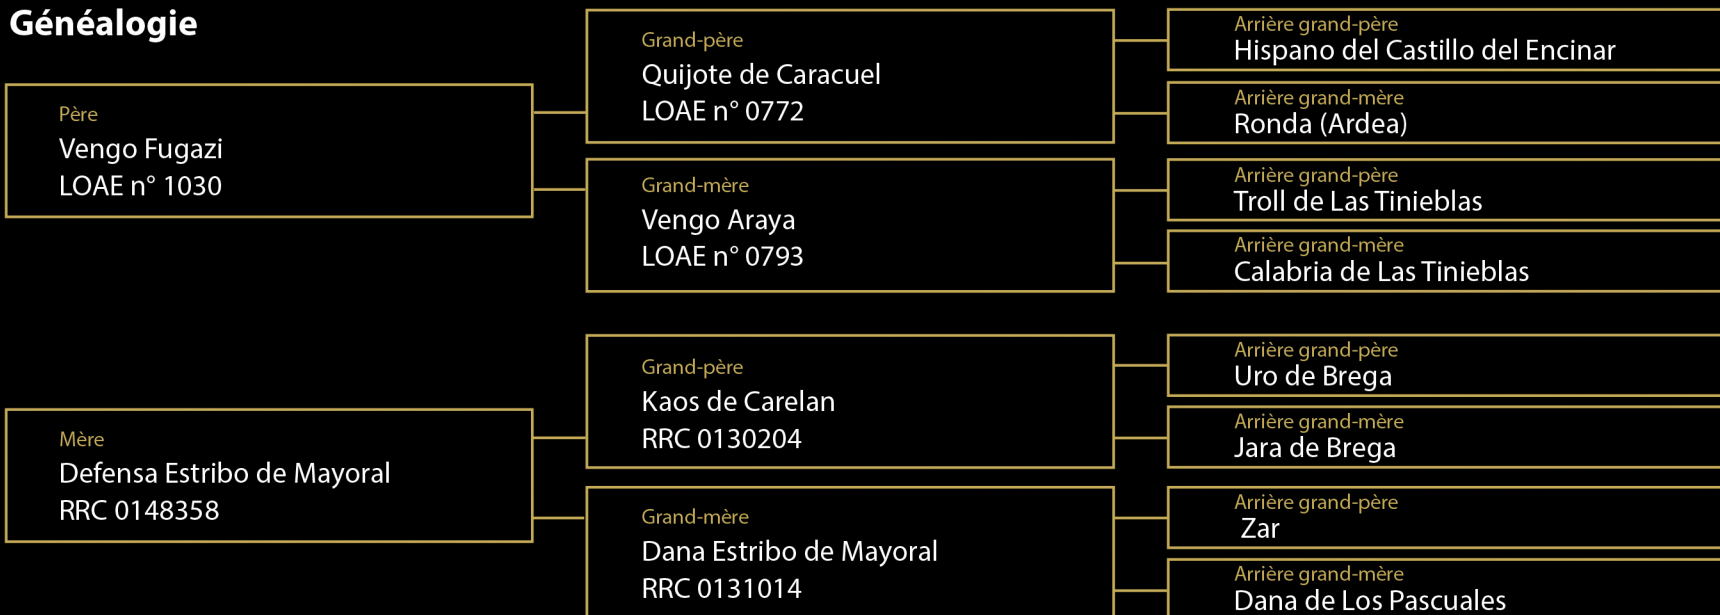 Généalogie
Père
Vengo Fugazi
LOAE n° 1030
Grand-père
Quijote de Caracuel
LOAE n° 0772
Arrière grand-père
Hispano del Castillo del Encinar
Arrière grand-mère
Ronda (Ardea)
Grand-mère
Vengo Araya
LOAE n° 0793
Arrière grand-père
Troll de Las Tinieblas
Arrière grand-mère
Calabria de Las Tinieblas
Mère
Defensa Estribo de Mayoral
RRC 0148358
Grand-père
Kaos de Carelan
RRC 0130204
Arrière grand-père
Uro de Brega
Arrière grand-mère
Jara de Brega
Grand-mère
Dana Estribo de Mayoral
RRC 0131014
Arrière grand-père
Zar
Arrière grand-mère
Dana de Los Pascuales